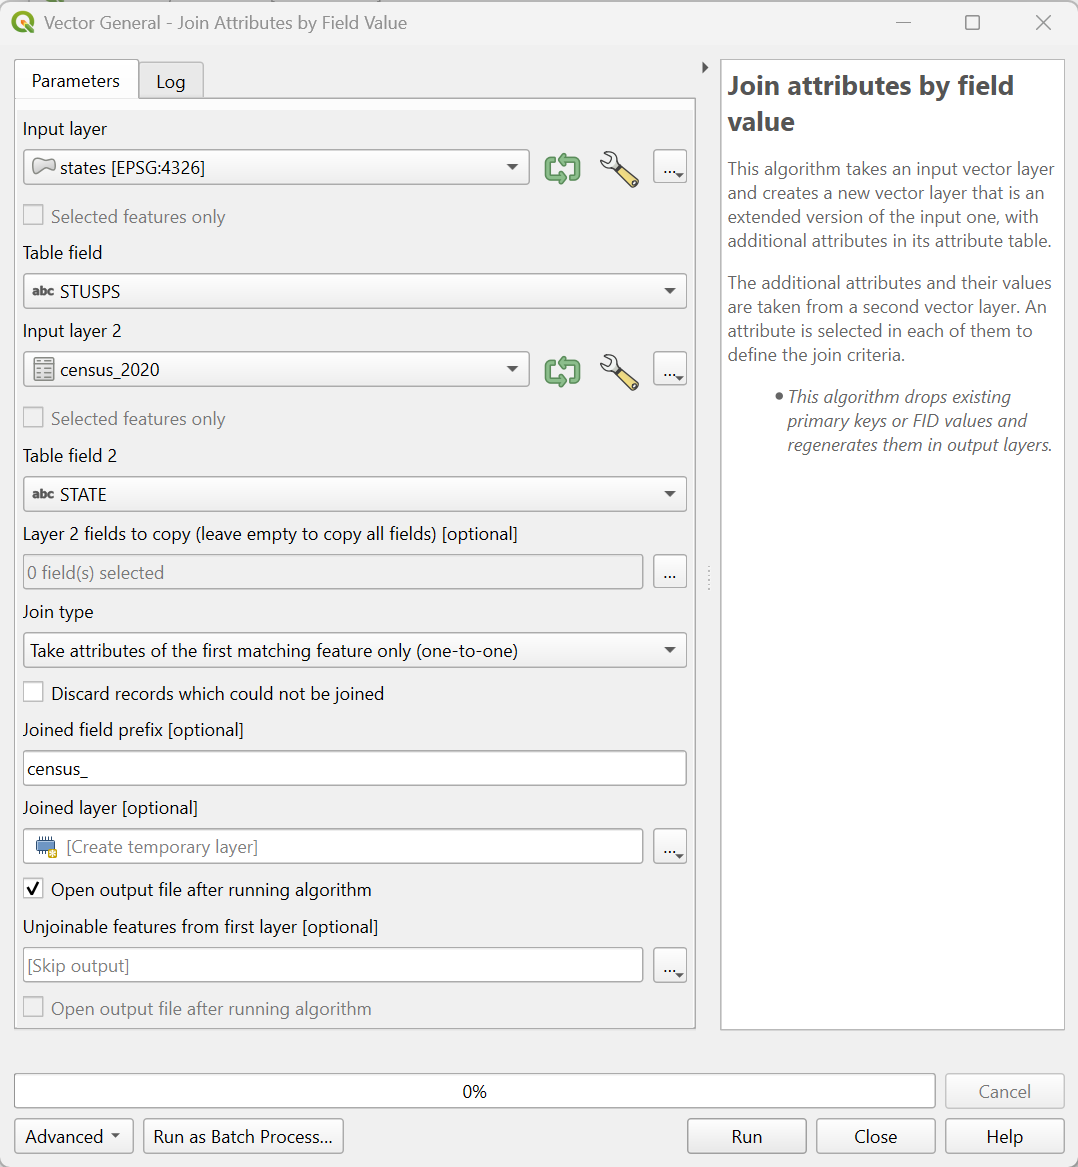 Vector General - Join Attributes by Field Value
Parameters
Log
Input layer
states [EPSG:4326]
...
Selected features only
Table field
abc STUSPS
Input layer 2
census_2020
...
Selected features only
Table field 2
abc STATE
Layer 2 fields to copy (leave empty to copy all fields) [optional]
0 field(s) selected
...
Join type
Take attributes of the first matching feature only (one-to-one)
Discard records which could not be joined
Joined field prefix [optional]
census_
Joined layer [optional]
[Create temporary layer]
...
Open output file after running algorithm
Unjoinable features from first layer [optional]
[Skip output]
...
Open output file after running algorithm
Join attributes by field
value
This algorithm takes an input vector layer
and creates a new vector layer that is an
extended version of the input one, with
additional attributes in its attribute table.
The additional attributes and their values
are taken from a second vector layer. An
attribute is selected in each of them to
define the join criteria.
• This algorithm drops existing
primary keys or FID values and
regenerates them in output layers.
0%
Cancel
Advanced
Run as Batch Process...
Run
Close
Help